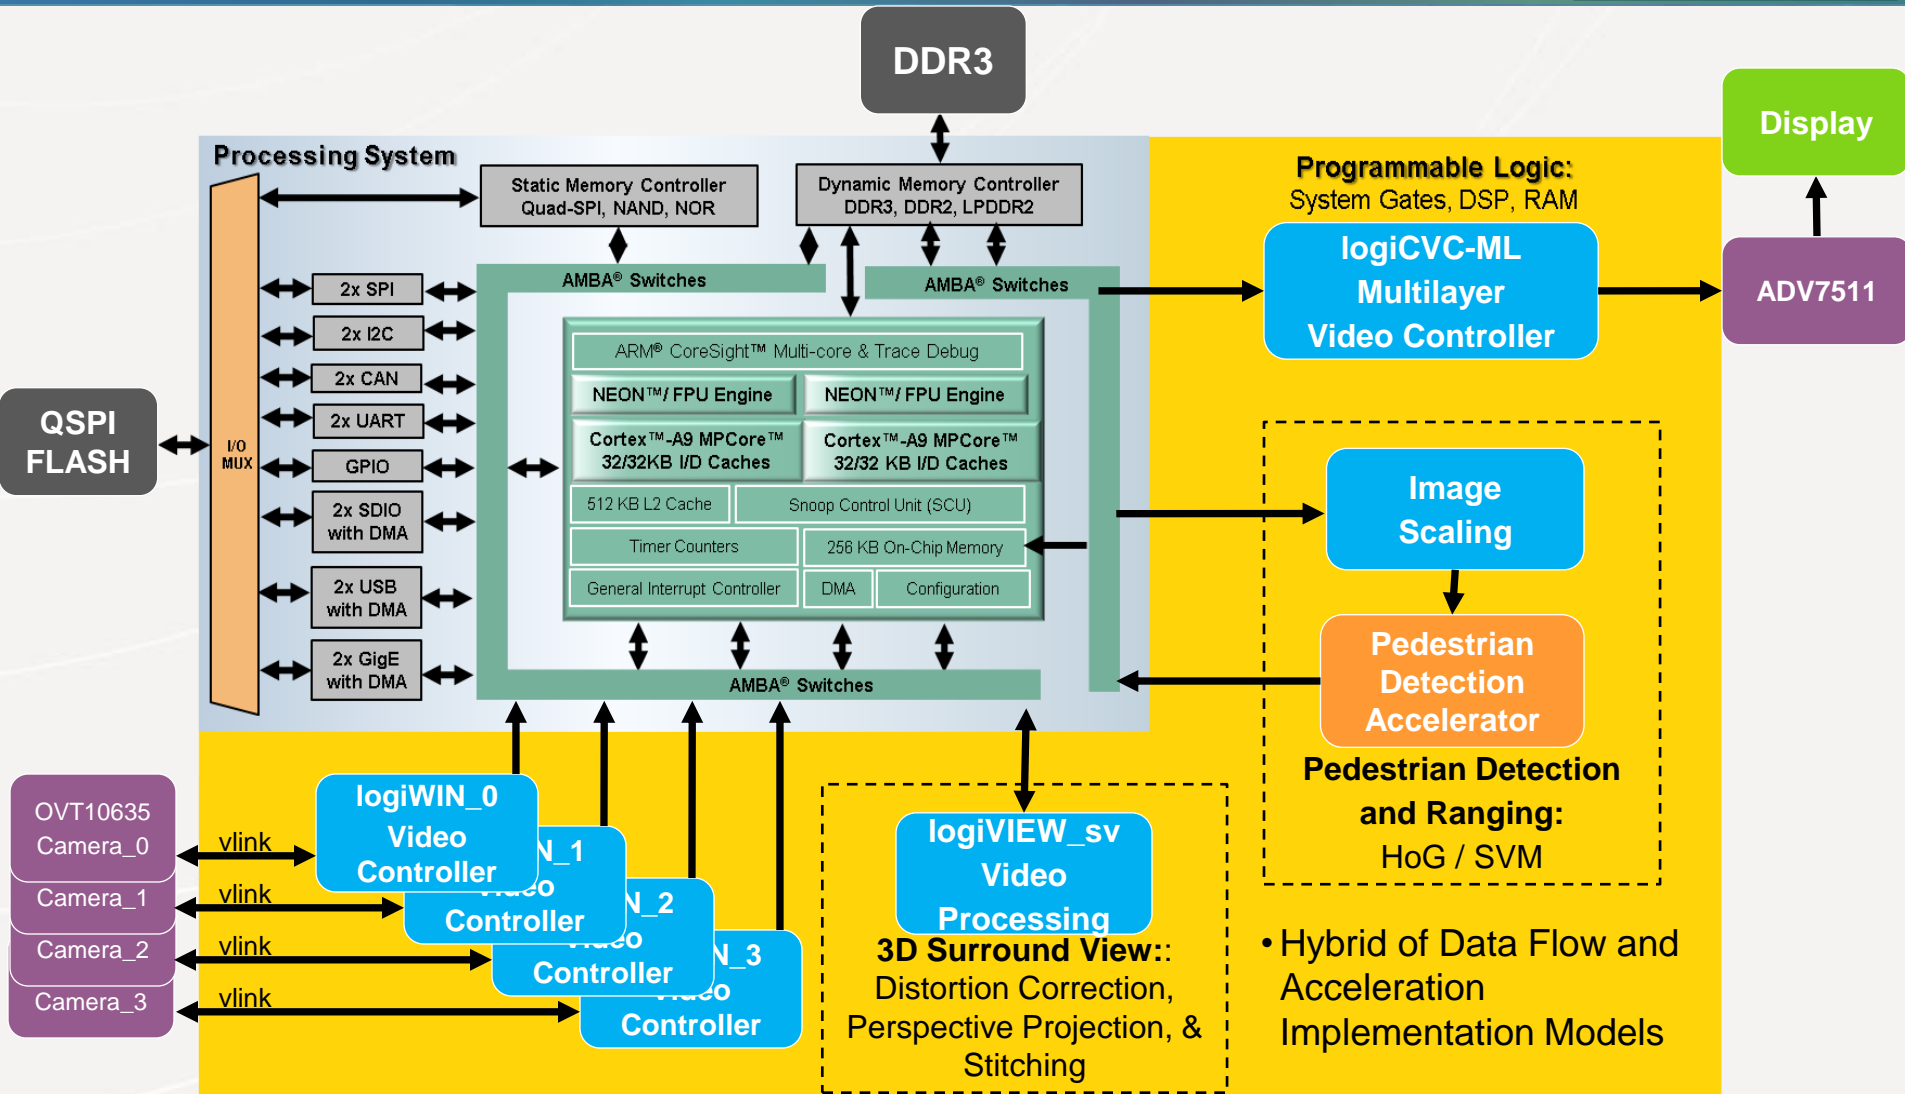 DDR3
Display
Processing System
Static Memory Controller
Quad-SPI, NAND, NOR
Dynamic Memory Controller
DDR3, DDR2, LPDDR2
Programmable Logic:
System Gates, DSP, RAM
logiCVC-ML
Multilayer
Video Controller
ADV7511
AMBA® Switches
AMBA® Switches
2x SPI
2x I2C
2x CAN
2x UART
GPIO
2x SDIO
with DMA
2x USB
with DMA
2x GigE
with DMA
I/O
MUX
QSPI
FLASH
ARM® CoreSight™ Multi-core & Trace Debug
NEON™/ FPU Engine
NEON™/ FPU Engine
Cortex™-A9 MPCore™
32/32KB I/D Caches
Cortex™-A9 MPCore™
32/32 KB I/D Caches
512 KB L2 Cache
Snoop Control Unit (SCU)
Timer Counters
256 KB On-Chip Memory
General Interrupt Controller
DMA
Configuration
AMBA® Switches
Image
Scaling
Pedestrian
Detection
Accelerator
Pedestrian Detection
and Ranging:
HoG / SVM
OVT10635
Camera_0
Camera_1
Camera_2
Camera_3
vlink
vlink
vlink
vlink
logiWIN_0
Video
Controller
N_1
Video
Controller
N_2
Video
Controller
N_3
Video
Controller
logiVIEW_sv
Video
Processing
3D Surround View::
Distortion Correction,
Perspective Projection, &
Stitching
• Hybrid of Data Flow and
Acceleration
Implementation Models